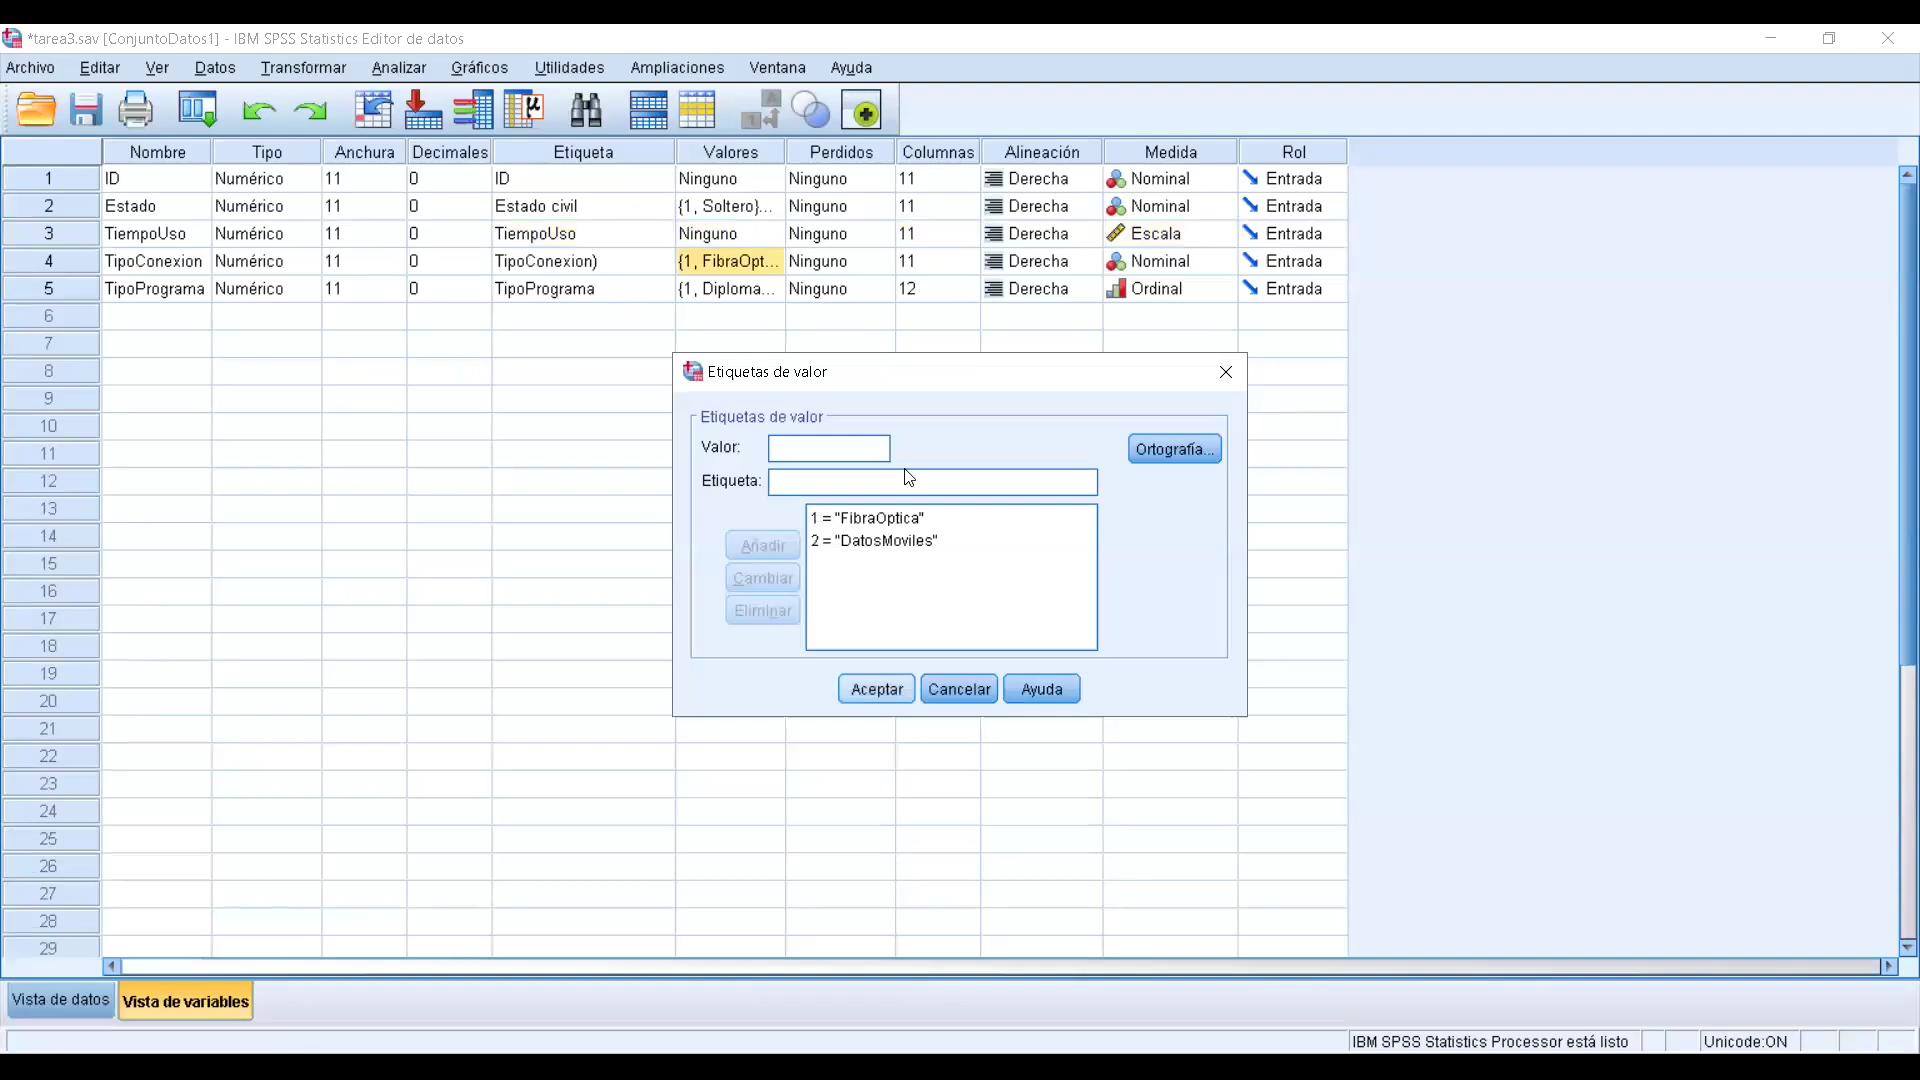 *tarea3.sav [ConjuntoDatos1] - IBM SPSS Statistics Editor de datos
Archivo Editar Ver Datos Transformar Analizar Gráficos Utilidades Ampliaciones Ventana Ayuda
Nombre Tipo Anchura Decimales Etiqueta Valores Perdidos Columnas Alineación Medida Rol
1 ID Numérico 11 0 ID Ninguno Ninguno 11 Derecha Nominal Entrada
2 Estado Numérico 11 0 Estado civil {1, Soltero}... Ninguno 11 Derecha Nominal Entrada
3 TiempoUso Numérico 11 0 TiempoUso Ninguno Ninguno 11 Derecha Escala Entrada
4 TipoConexion Numérico 11 0 TipoConexion) {1, FibraOpt... Ninguno 11 Derecha Nominal Entrada
5 TipoPrograma Numérico 11 0 TipoPrograma {1, Diploma... Ninguno 12 Derecha Ordinal Entrada
6
7
8
9
10
11
12
13
14
15
16
17
18
19
20
21
22
23
24
25
26
27
28
29
Etiquetas de valor
Etiquetas de valor
Valor:
Ortografía...
Etiqueta:
1 = "FibraOptica"
2 = "DatosMoviles"
Añadir
Cambiar
Eliminar
Aceptar Cancelar Ayuda
Vista de datos Vista de variables
IBM SPSS Statistics Processor está listo Unicode:ON